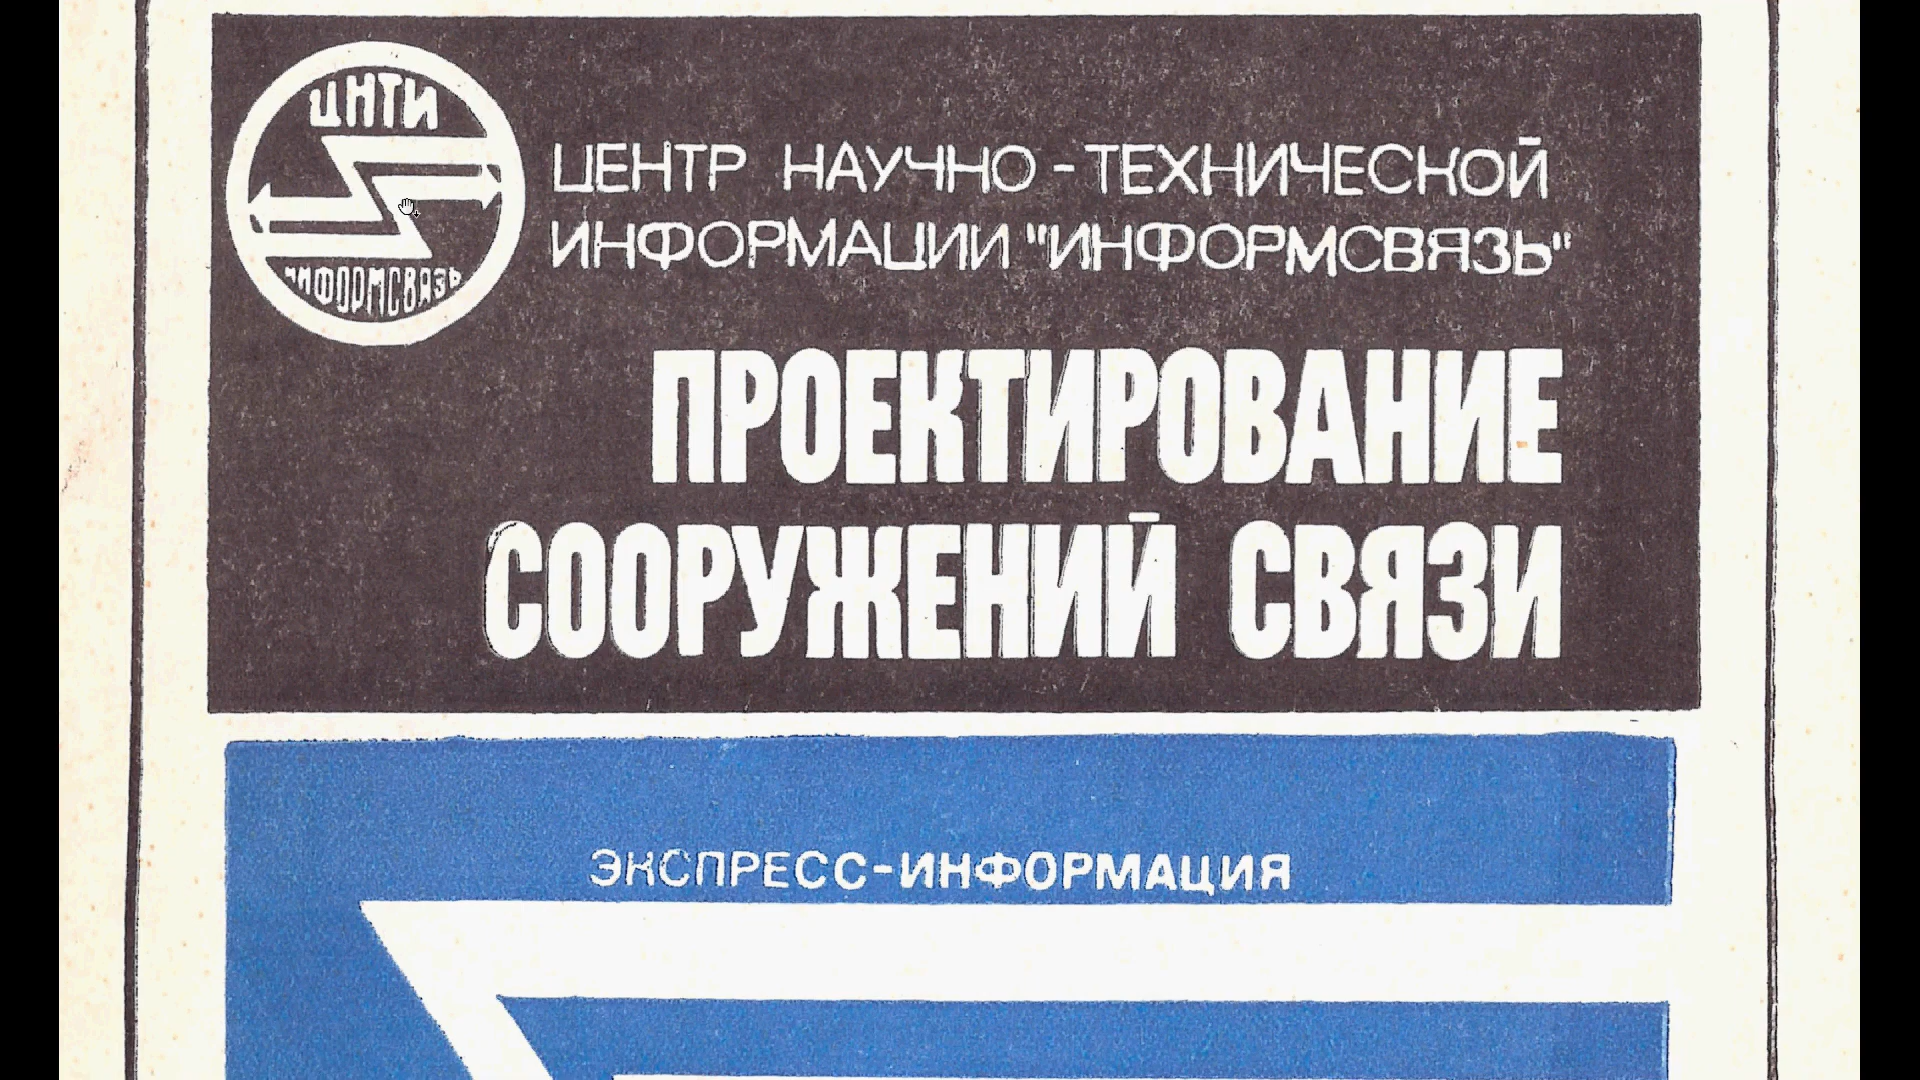 ЦНТИ
ИНФОРМСВЯЗЬ
ЦЕНТР НАУЧНО-ТЕХНИЧЕСКОЙ
ИНФОРМАЦИИ "ИНФОРМСВЯЗЬ"
ПРОЕКТИРОВАНИЕ
СООРУЖЕНИЙ СВЯЗИ
ЭКСПРЕСС-ИНФОРМАЦИЯ